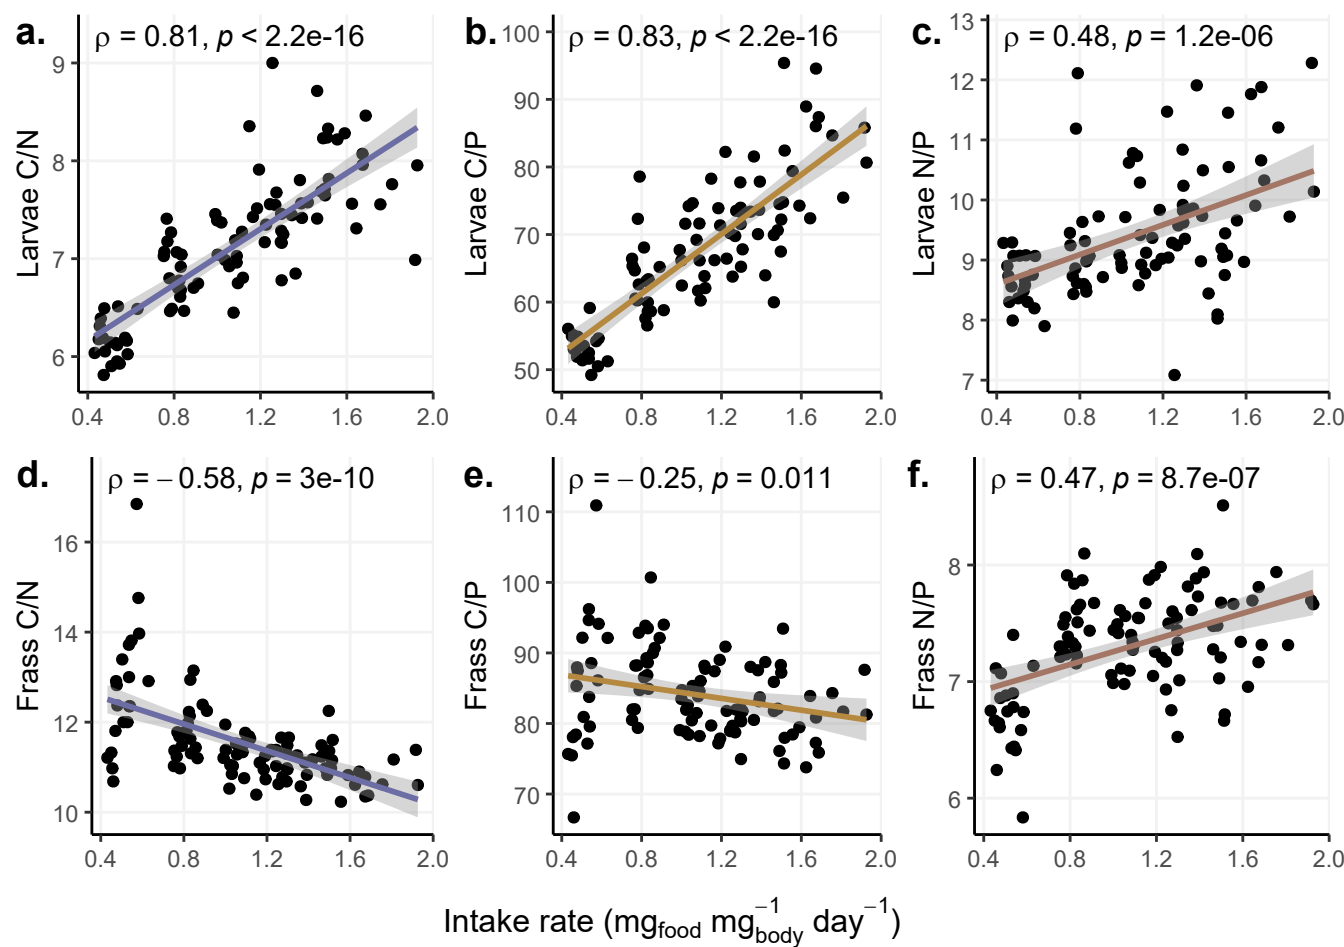 a.
ρ = 0.81, p < 2.2e-16
Larvae C/N
9
8
7
6
0.4 0.8 1.2 1.6 2.0
b.
ρ = 0.83, p < 2.2e-16
Larvae C/P
100
90
80
70
60
50
0.4 0.8 1.2 1.6 2.0
c.
ρ = 0.48, p = 1.2e-06
Larvae N/P
13
12
11
10
9
8
7
0.4 0.8 1.2 1.6 2.0
d.
ρ = −0.58, p = 3e-10
Frass C/N
16
14
12
10
0.4 0.8 1.2 1.6 2.0
e.
ρ = −0.25, p = 0.011
Frass C/P
110
100
90
80
70
0.4 0.8 1.2 1.6 2.0
f.
ρ = 0.47, p = 8.7e-07
Frass N/P
8
7
6
0.4 0.8 1.2 1.6 2.0
Intake rate (mg_food mg_body^−1 day^−1)